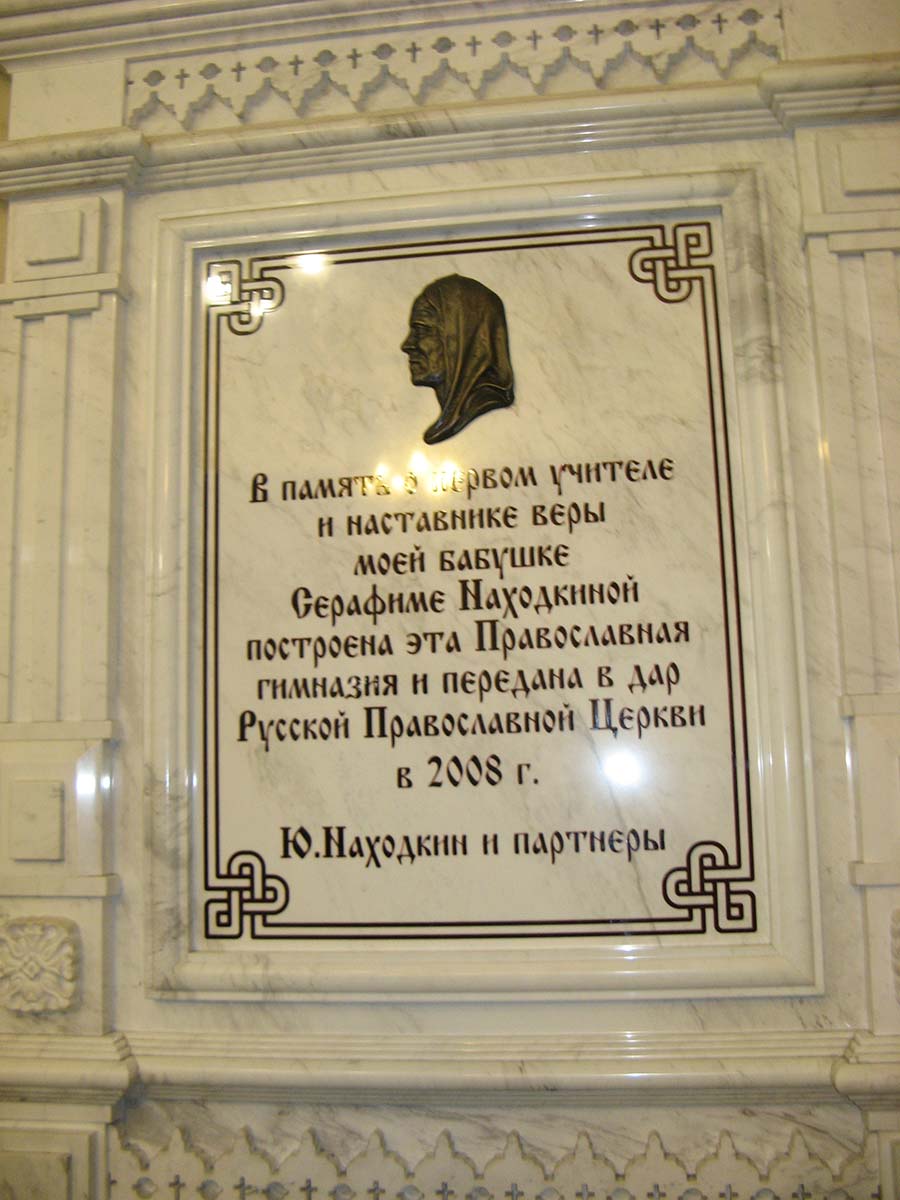 В память о первом учителе
и наставнике веры
моей бабушке
Серафиме Находкиной
построена эта Православная
гимназия и передана в дар
Русской Православной Церкви
в 2008 г.
Ю.Находкин и партнеры